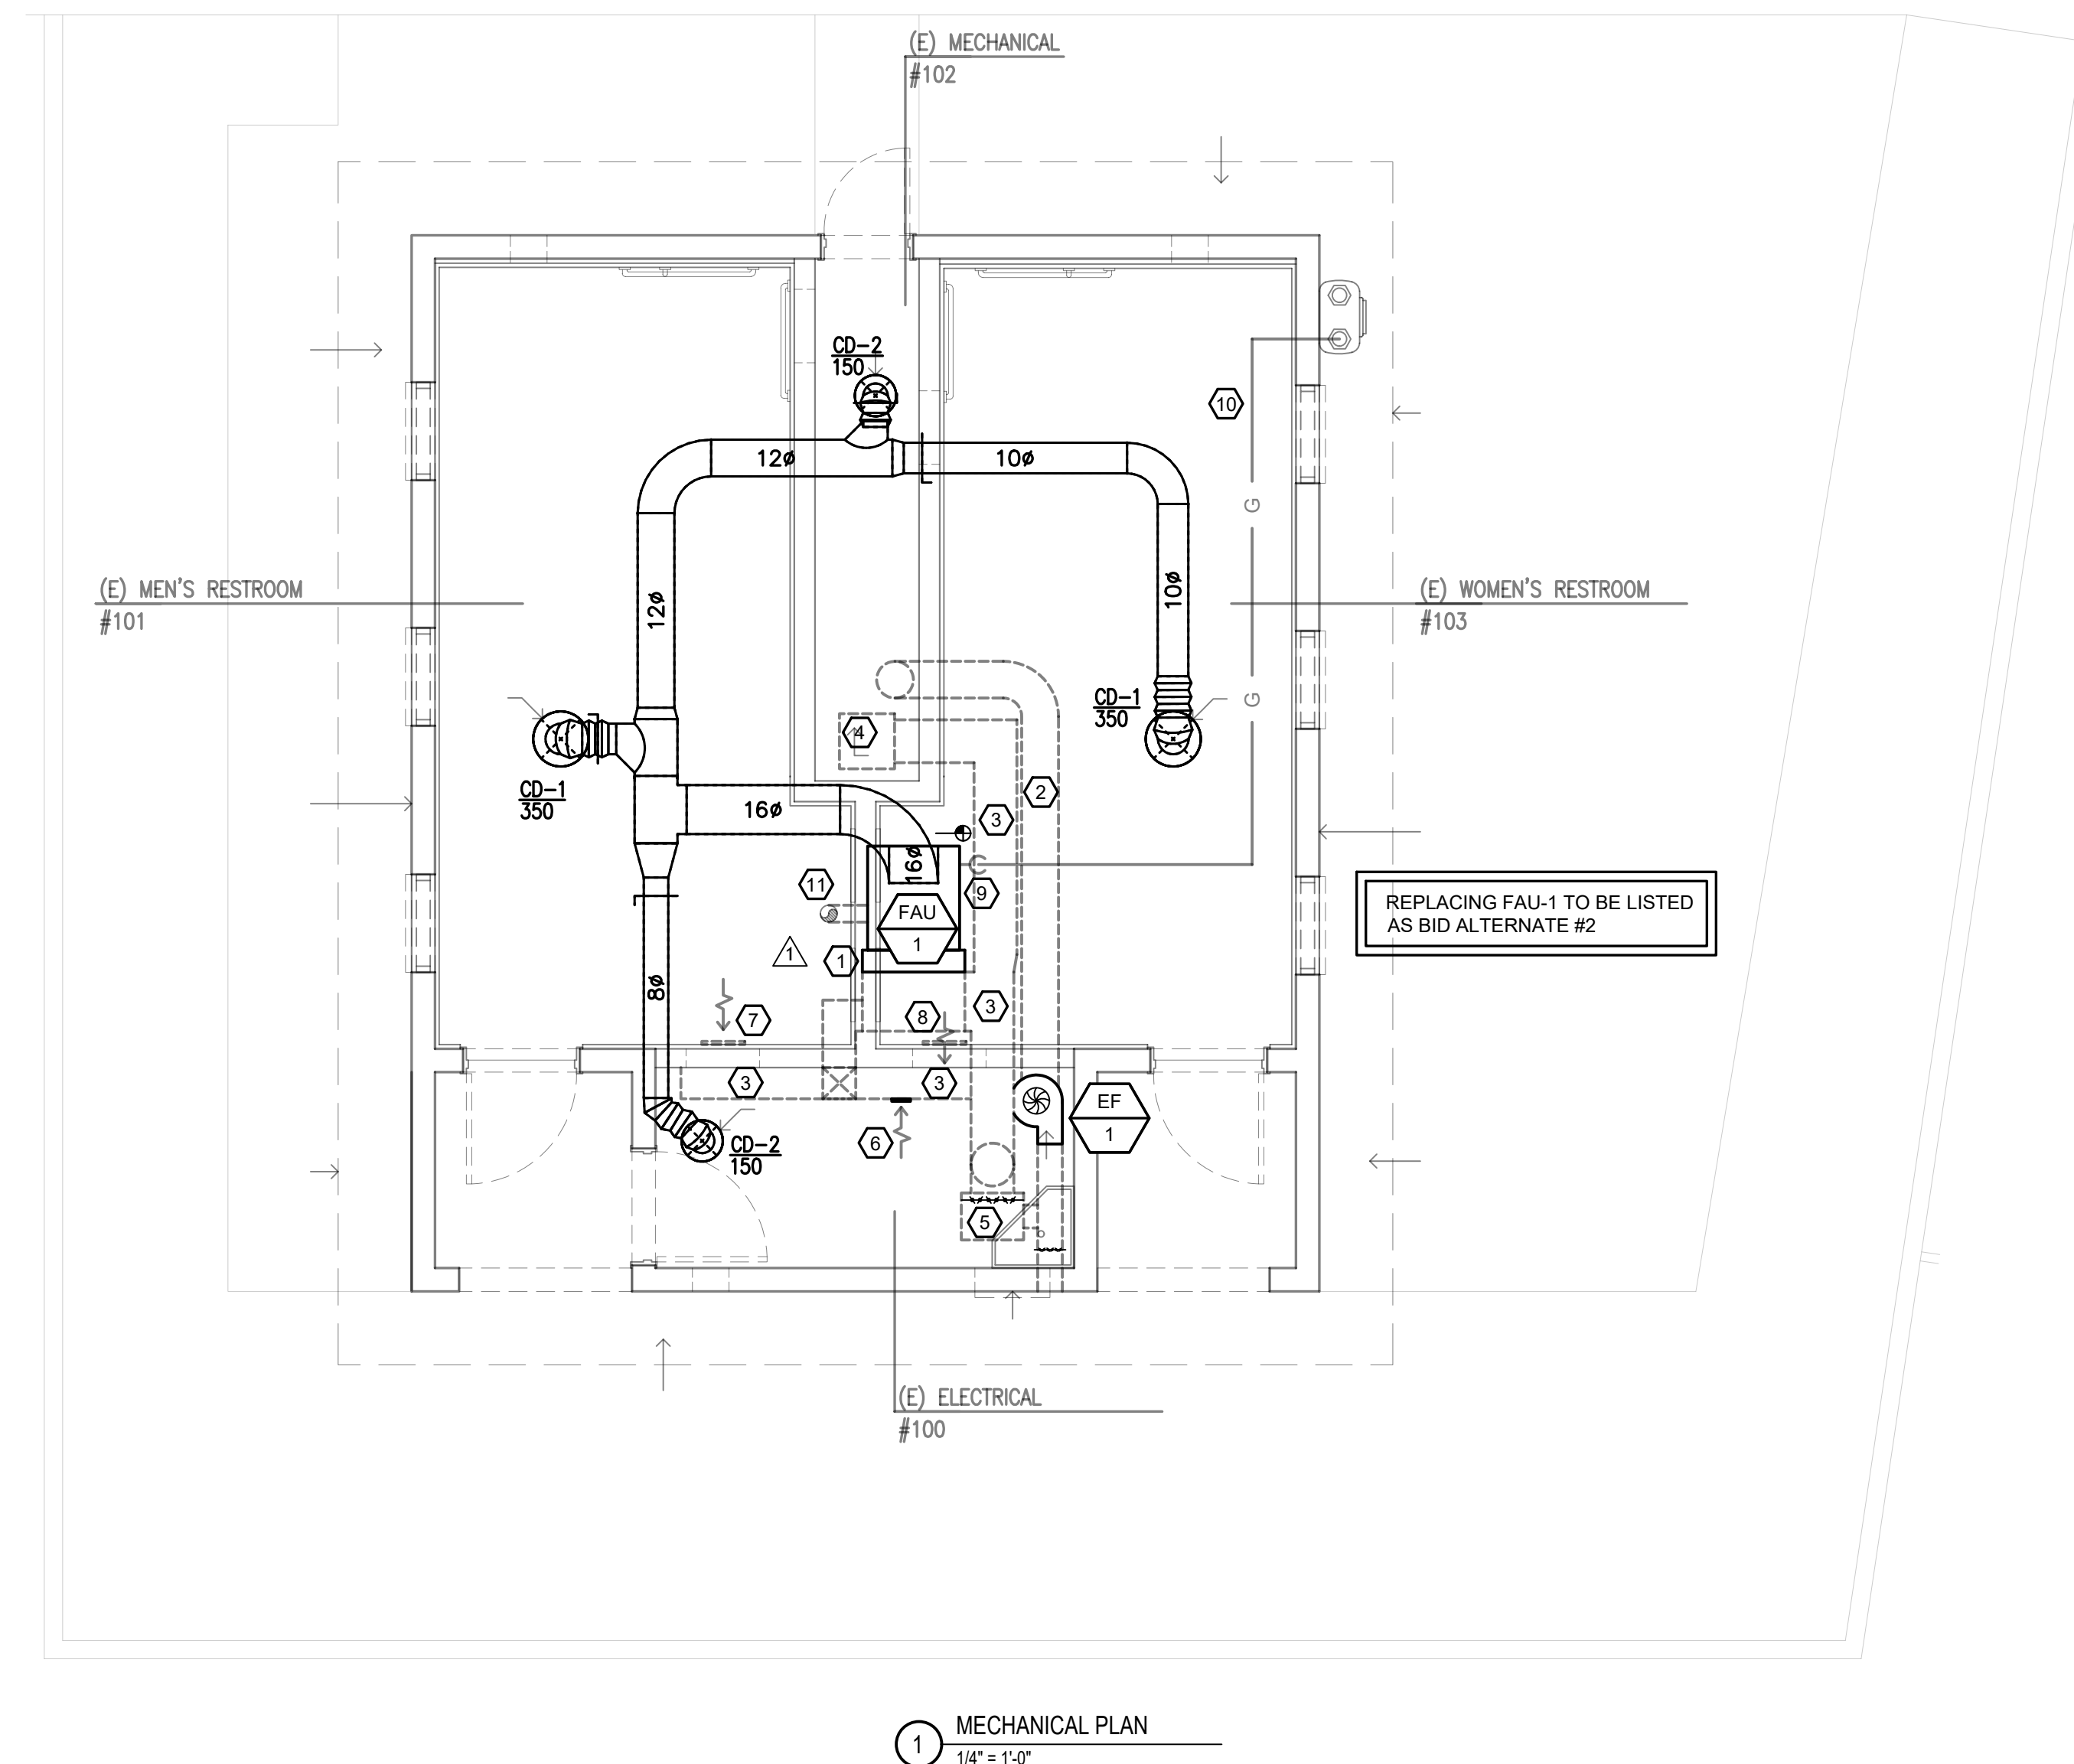 (E) MECHANICAL
#102
CD-2
150
10
12ø
10ø
G
(E) MEN'S RESTROOM
#101
12ø
10ø
(E) WOMEN'S RESTROOM
#103
CD-1
350
G
4
CD-1
350
2
16ø
3
16ø
11
9
FAU
1
REPLACING FAU-1 TO BE LISTED
AS BID ALTERNATE #2
1
1
8ø
7
8
3
3
3
EF
1
6
CD-2
150
5
(E) ELECTRICAL
#100
1
MECHANICAL PLAN
1/4" = 1'-0"